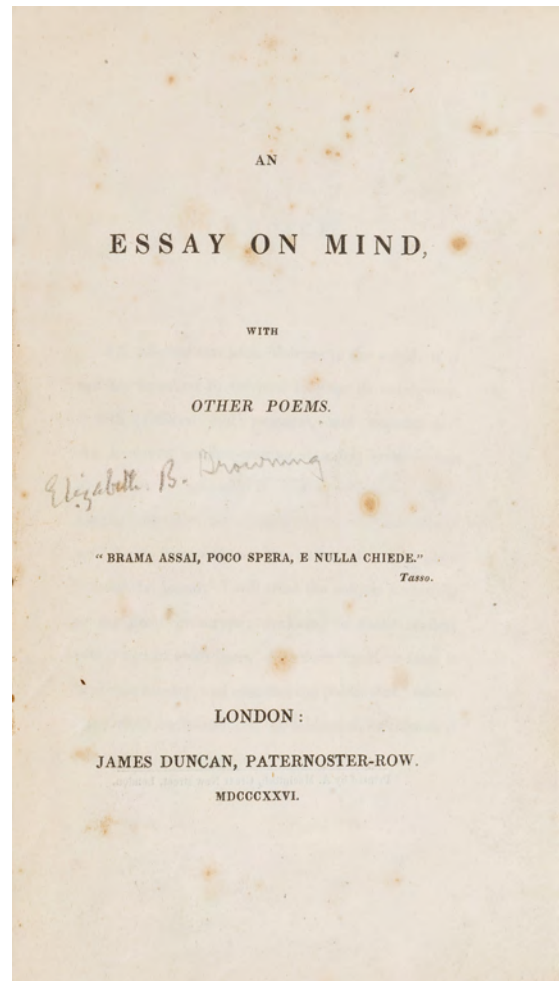 AN
ESSAY ON MIND,
WITH
OTHER POEMS.
Elizabeth. B. Browning
“BRAMA ASSAI, POCO SPERA, E NULLA CHIEDE.”
Tasso.
LONDON:
JAMES DUNCAN, PATERNOSTER-ROW.
MDCCCXXVI.